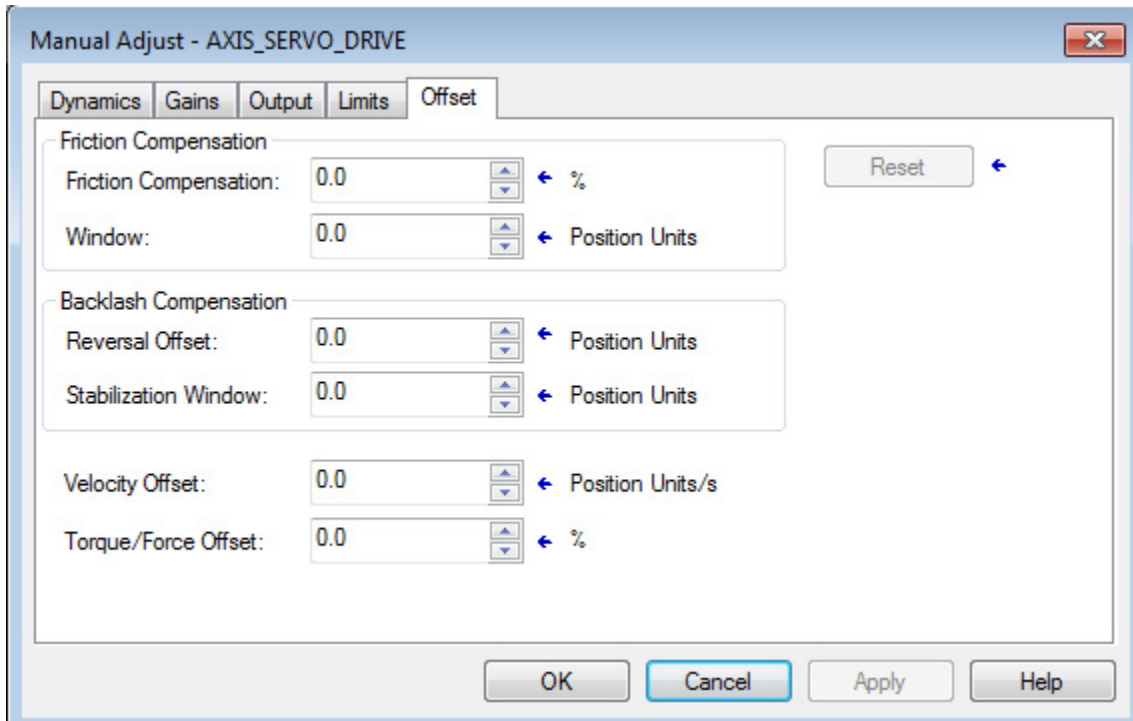 Manual Adjust - AXIS_SERVO_DRIVE
Dynamics Gains Output Limits Offset
Friction Compensation
Friction Compensation: 0.0 %
Reset
Window: 0.0 Position Units
Backlash Compensation
Reversal Offset: 0.0 Position Units
Stabilization Window: 0.0 Position Units
Velocity Offset: 0.0 Position Units/s
Torque/Force Offset: 0.0 %
OK Cancel Apply Help